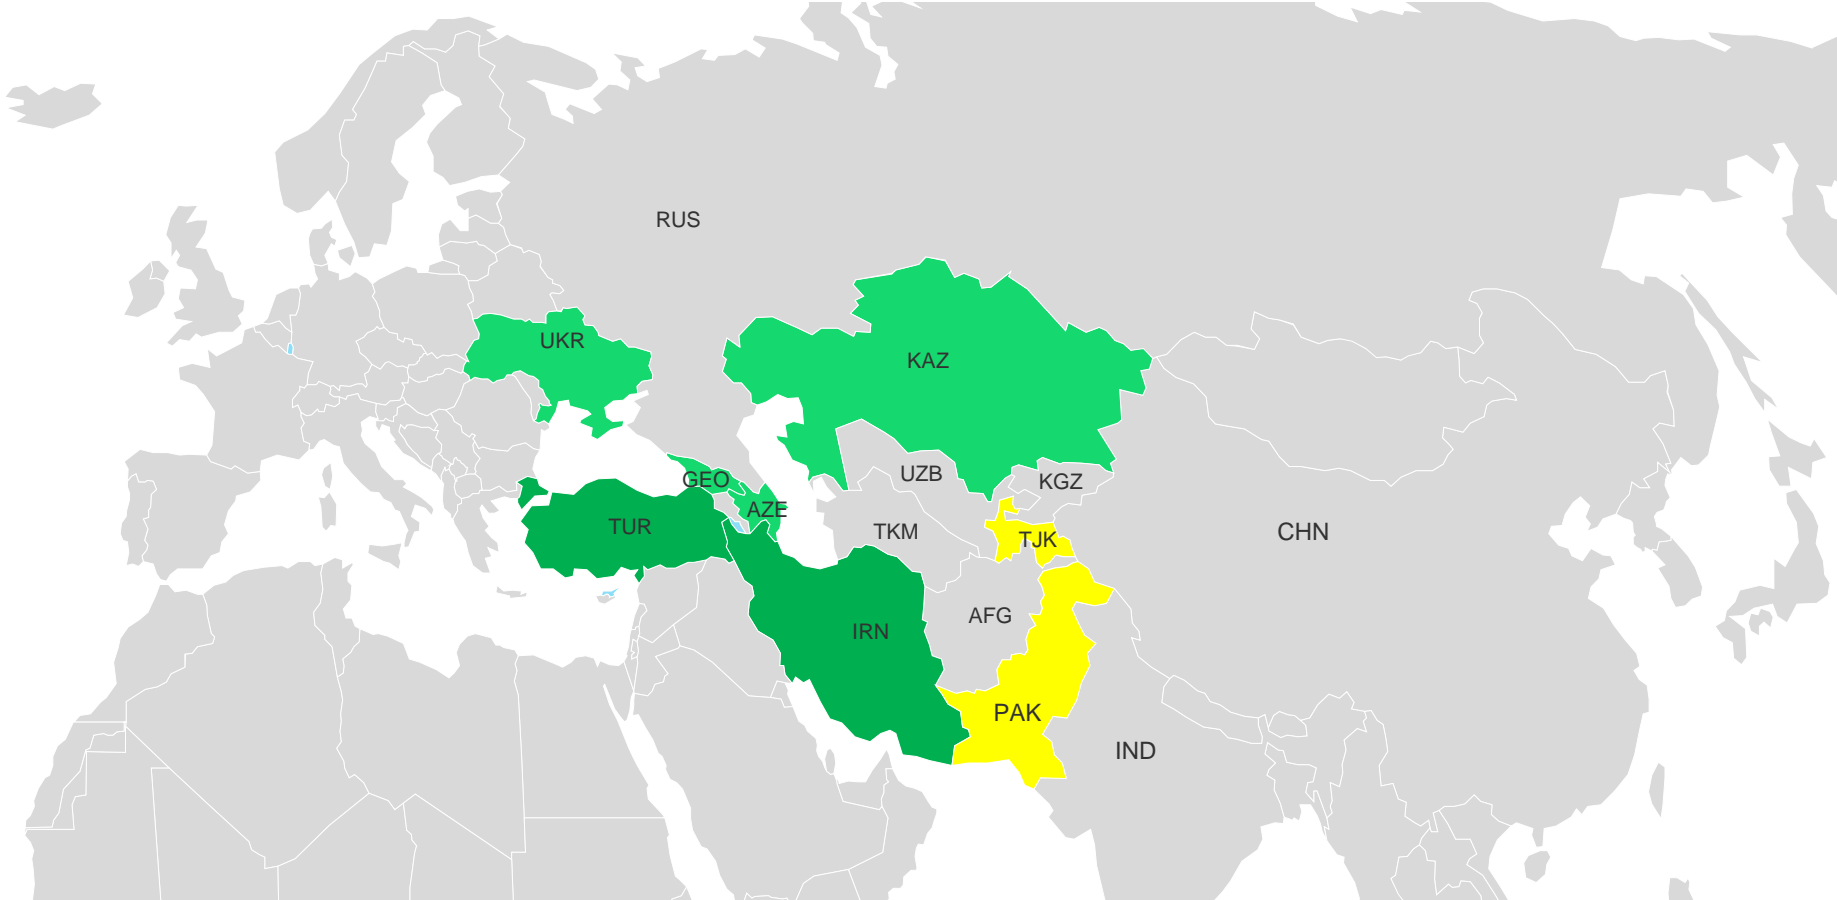 RUS
UKR
KAZ
UZB
GEO
KGZ
AZE
TUR
TKM
CHN
TJK
AFG
IRN
PAK
IND